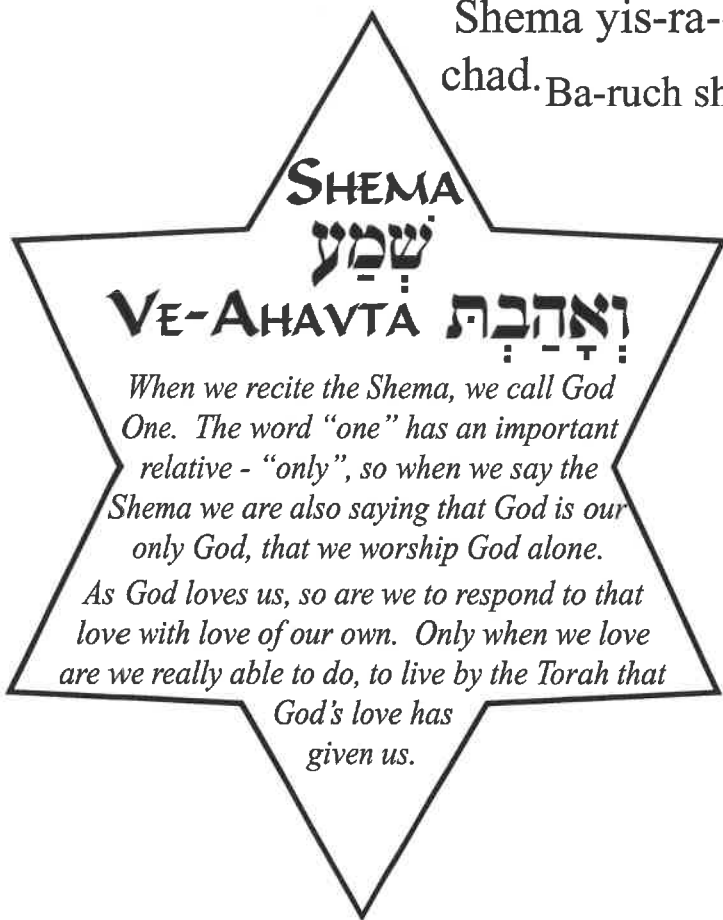 Shema yis-ra-
chad. Ba-ruch sh
SHEMA
שְׁמַע
VE-AHAVTA וְאָהַבְתָּ
When we recite the Shema, we call God
One. The word “one” has an important
relative - “only”, so when we say the
Shema we are also saying that God is our
only God, that we worship God alone.
As God loves us, so are we to respond to that
love with love of our own. Only when we love
are we really able to do, to live by the Torah that
God's love has
given us.